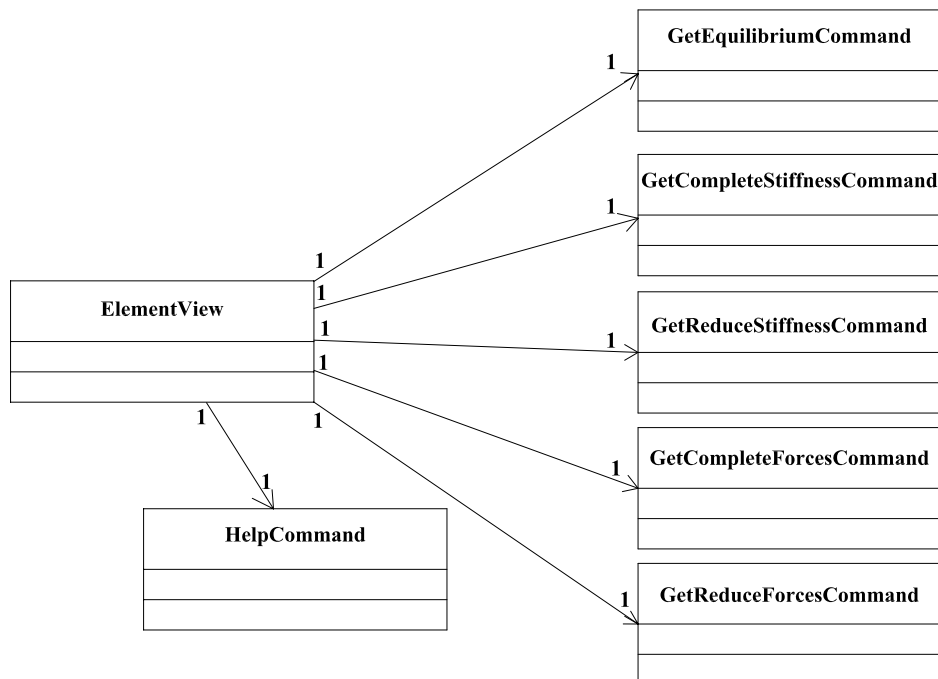 GetEquilibriumCommand
1
GetCompleteStiffnessCommand
1
1
1
ElementView
1
1
GetReduceStiffnessCommand
1
1
1
1
GetCompleteForcesCommand
1
1
HelpCommand
GetReduceForcesCommand
1